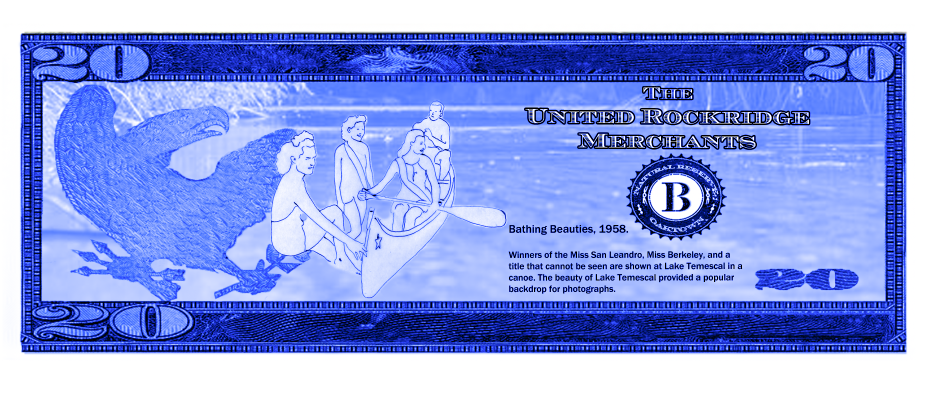 20
20
THE
UNITED ROCKRIDGE
MERCHANTS
NATURAL RESERVE
B
OAKTOWN
Bathing Beauties, 1958.
Winners of the Miss San Leandro, Miss Berkeley, and a
title that cannot be seen are shown at Lake Temescal in a
canoe. The beauty of Lake Temescal provided a popular
backdrop for photographs.
20
20